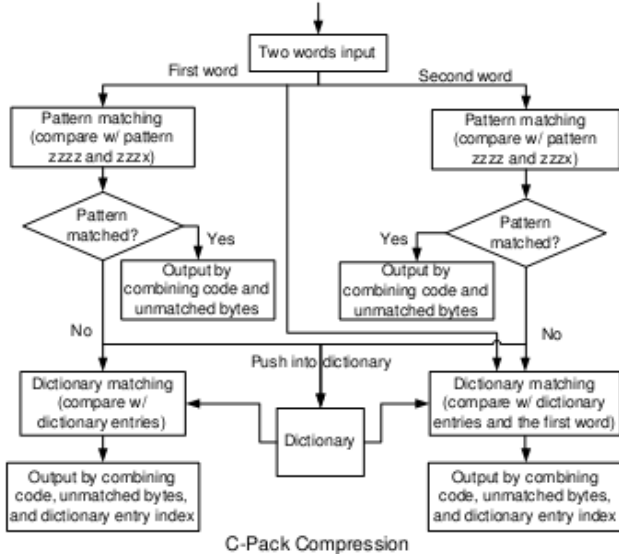 Two words input
First word
Second word
Pattern matching
(compare w/ pattern
zzzz and zzzx)
Pattern matching
(compare w/ pattern
zzzz and zzzx)
Pattern
matched?
Yes
Output by
combining code and
unmatched bytes
Pattern
matched?
Yes
Output by
combining code and
unmatched bytes
No
No
Push into dictionary
Dictionary matching
(compare w/
dictionary entries)
Dictionary
Dictionary matching
(compare w/ dictionary
entries and the first word)
Output by combining
code, unmatched bytes,
and dictionary entry index
Output by combining
code, unmatched bytes,
and dictionary entry index
C-Pack Compression